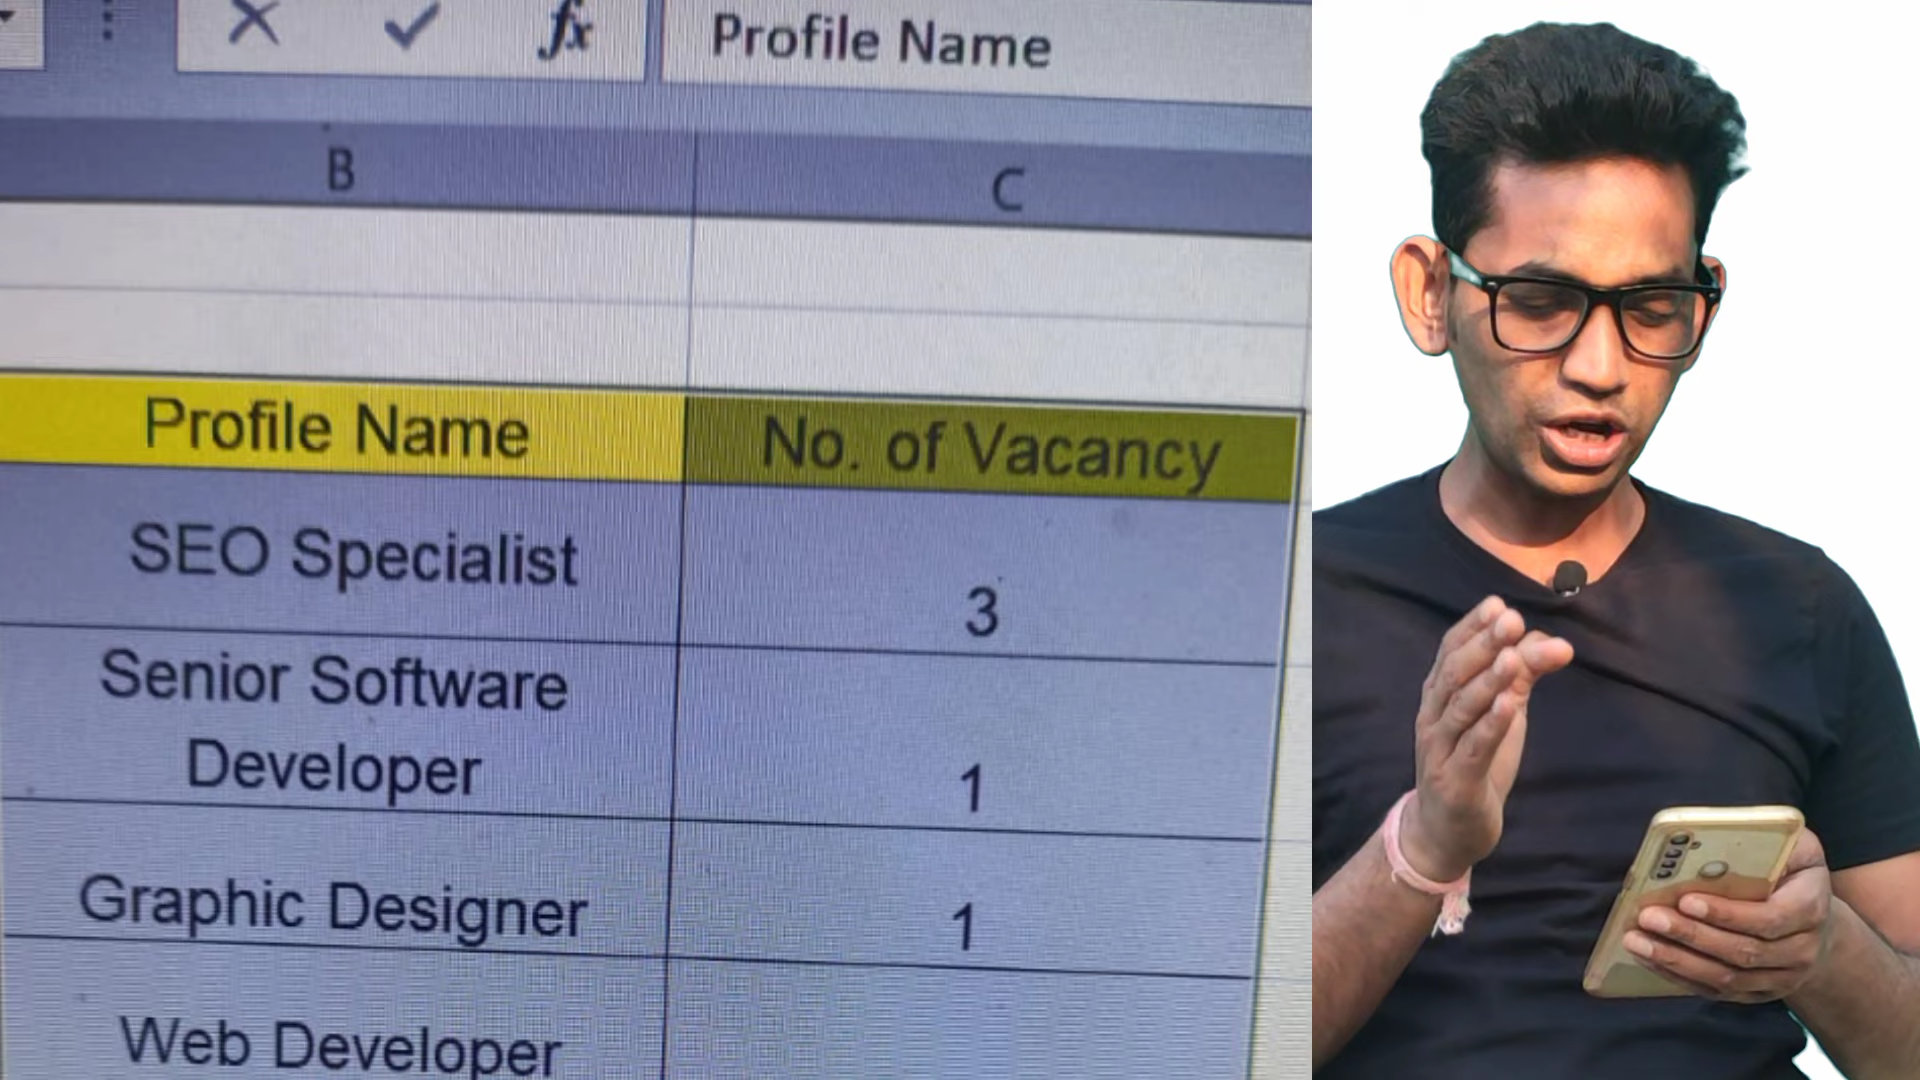 fx Profile Name
B C
Profile Name No. of Vacancy
SEO Specialist 3
Senior Software
Developer 1
Graphic Designer 1
Web Developer